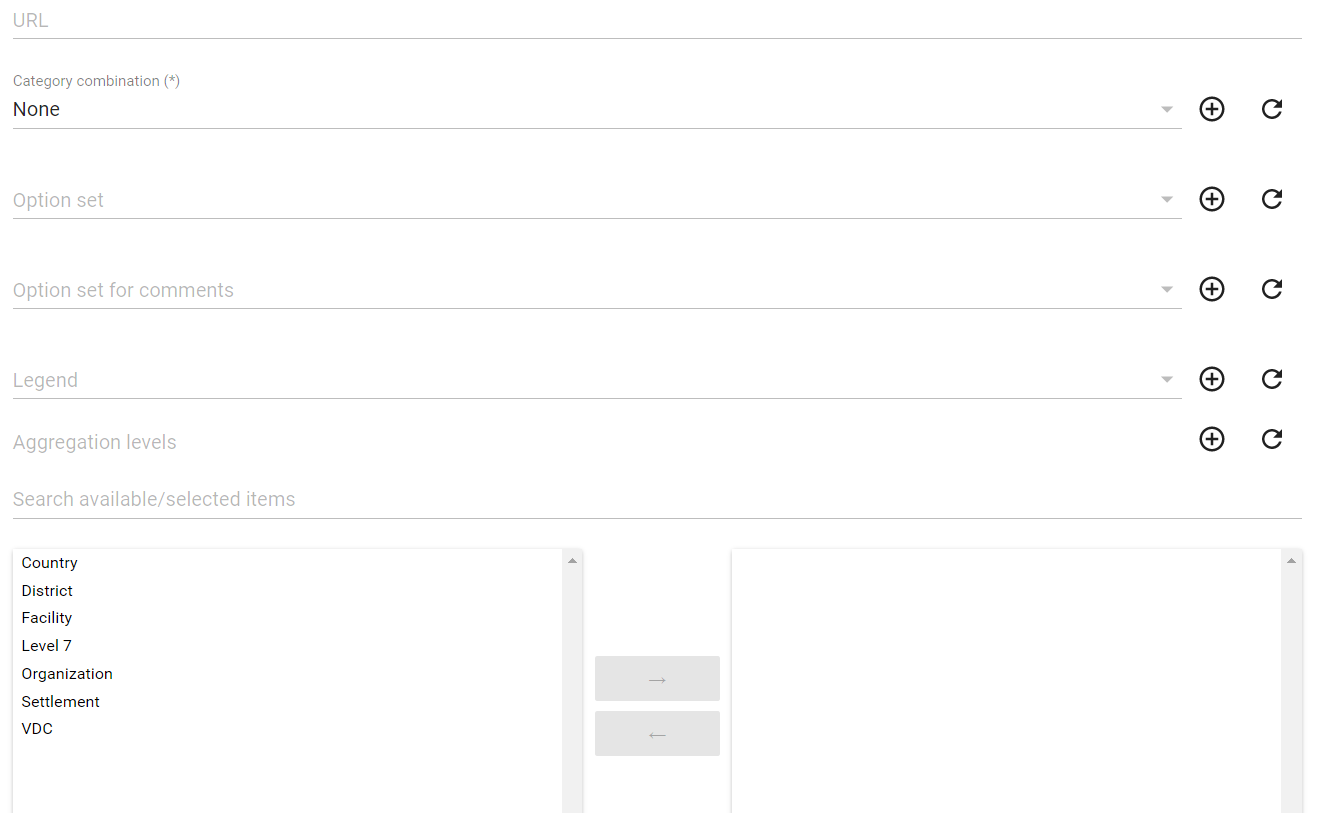 URL
Category combination (*)
None
Option set
Option set for comments
Legend
Aggregation levels
Search available/selected items
Country
District
Facility
Level 7
Organization
Settlement
VDC
→
←